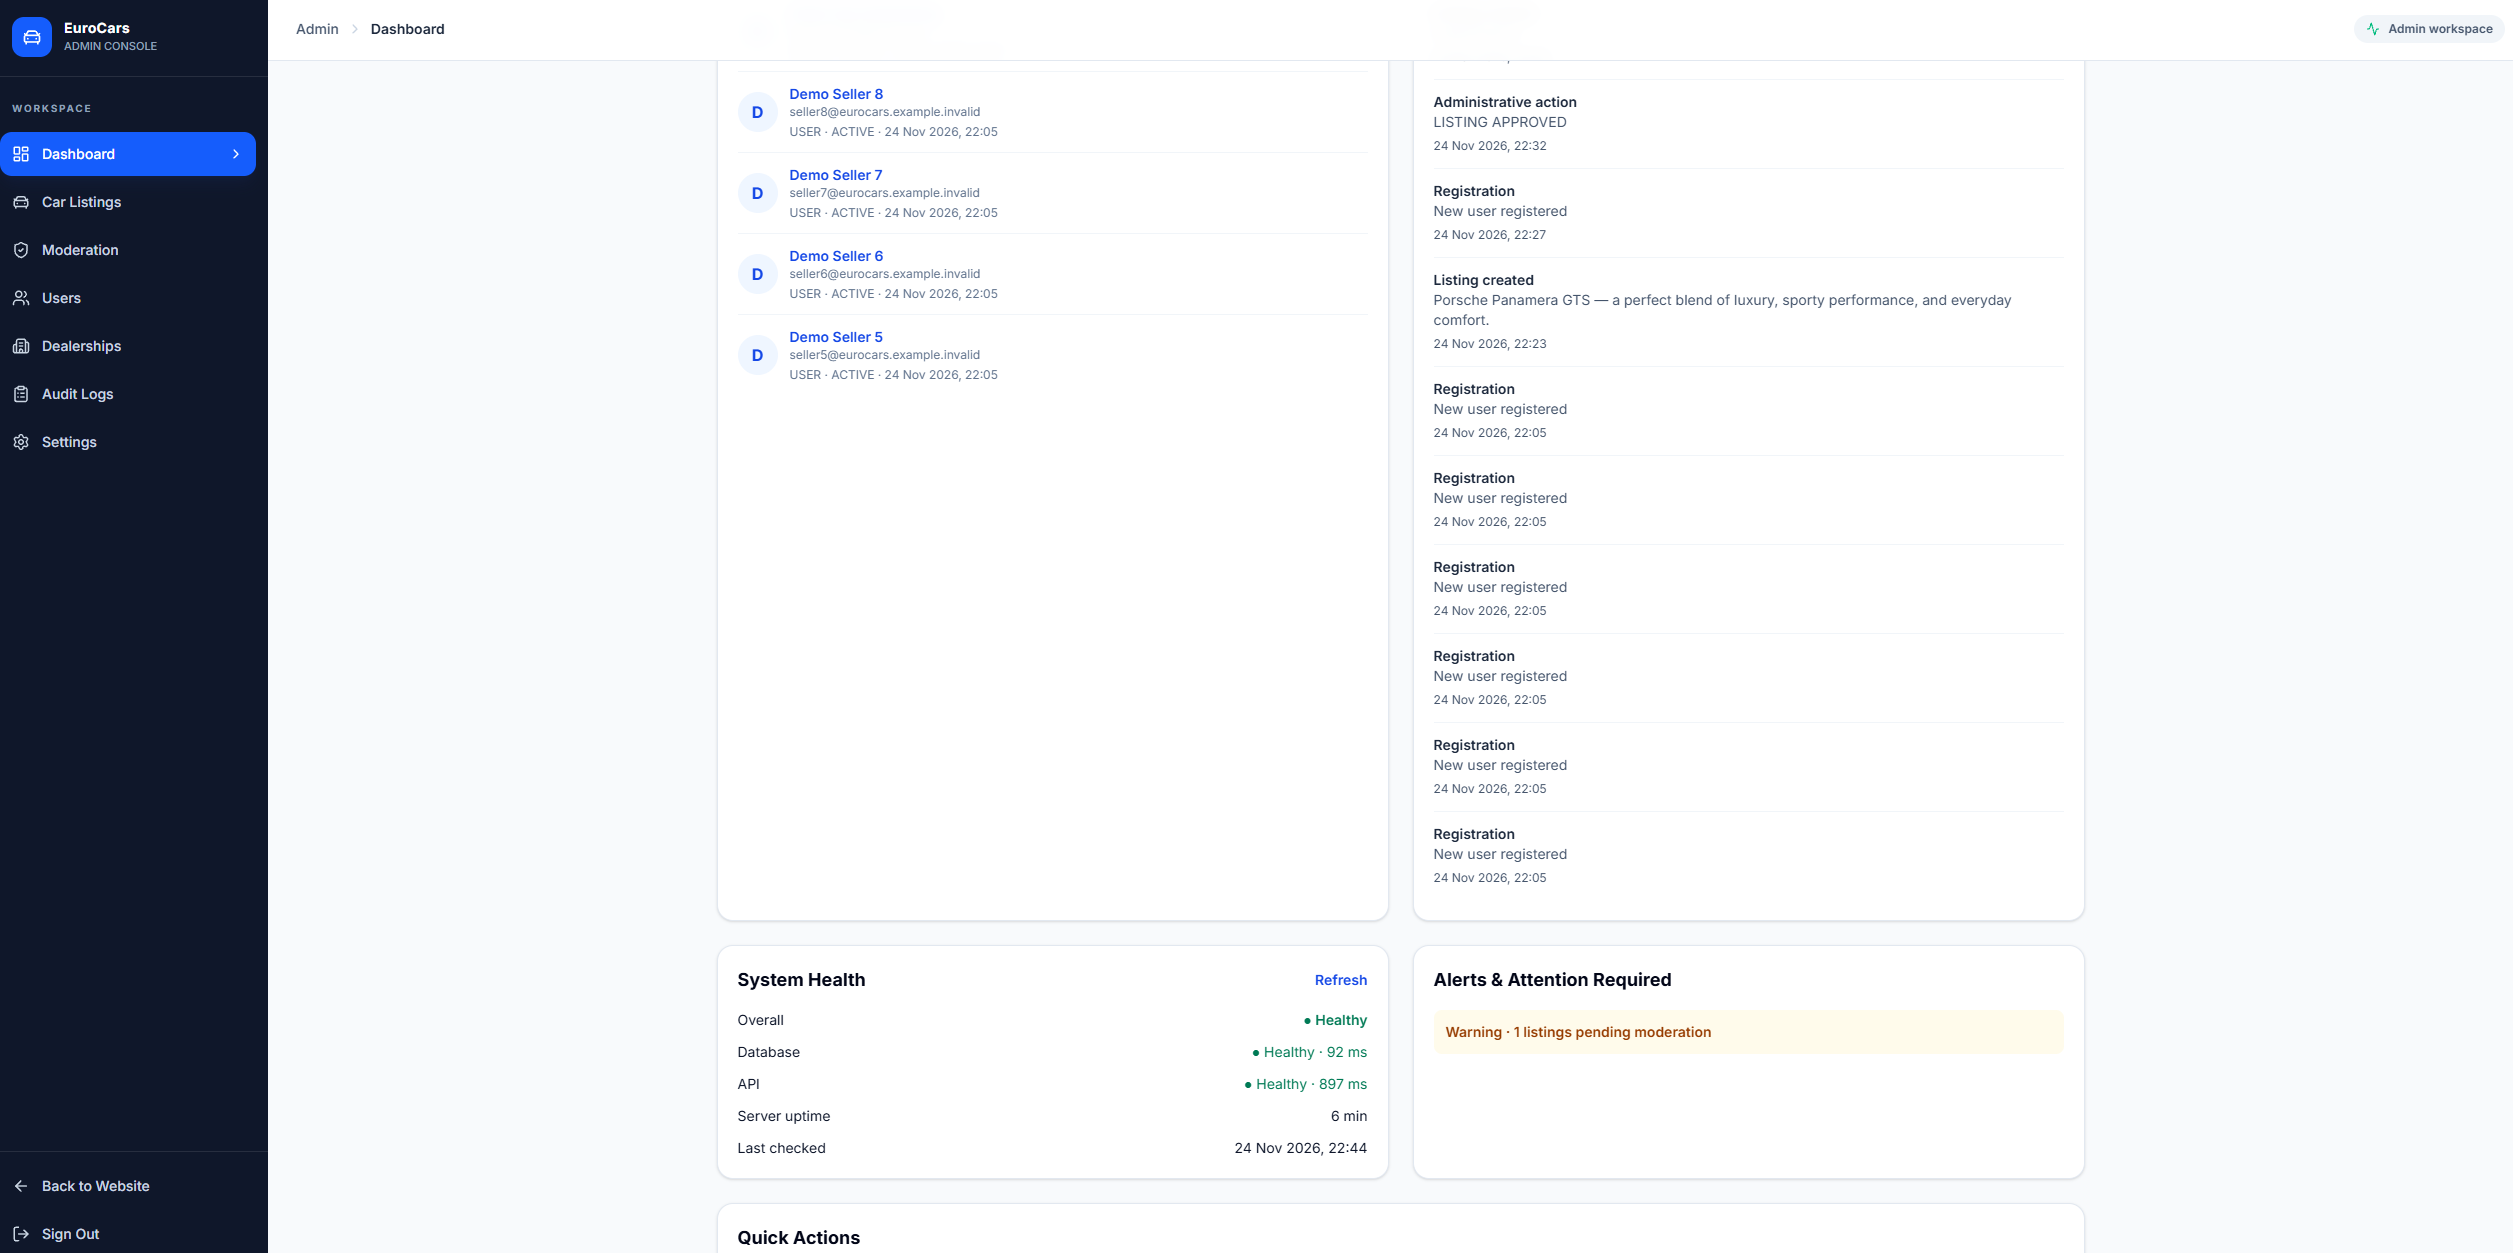 EuroCars
ADMIN CONSOLE
WORKSPACE
Dashboard
Car Listings
Moderation
Users
Dealerships
Audit Logs
Settings
Back to Website
Sign Out
Admin
Dashboard
Admin workspace
Demo Seller 8
D
seller8@eurocars.example.invalid
USER · ACTIVE · 24 Nov 2026, 22:05
Demo Seller 7
D
seller7@eurocars.example.invalid
USER · ACTIVE · 24 Nov 2026, 22:05
Demo Seller 6
D
seller6@eurocars.example.invalid
USER · ACTIVE · 24 Nov 2026, 22:05
Demo Seller 5
D
seller5@eurocars.example.invalid
USER · ACTIVE · 24 Nov 2026, 22:05
Administrative action
LISTING APPROVED
24 Nov 2026, 22:32
Registration
New user registered
24 Nov 2026, 22:27
Listing created
Porsche Panamera GTS — a perfect blend of luxury, sporty performance, and everyday
comfort.
24 Nov 2026, 22:23
Registration
New user registered
24 Nov 2026, 22:05
Registration
New user registered
24 Nov 2026, 22:05
Registration
New user registered
24 Nov 2026, 22:05
Registration
New user registered
24 Nov 2026, 22:05
Registration
New user registered
24 Nov 2026, 22:05
Registration
New user registered
24 Nov 2026, 22:05
System Health
Refresh
Overall
● Healthy
Database
● Healthy · 92 ms
API
● Healthy · 897 ms
Server uptime
6 min
Last checked
24 Nov 2026, 22:44
Alerts & Attention Required
Warning · 1 listings pending moderation
Quick Actions